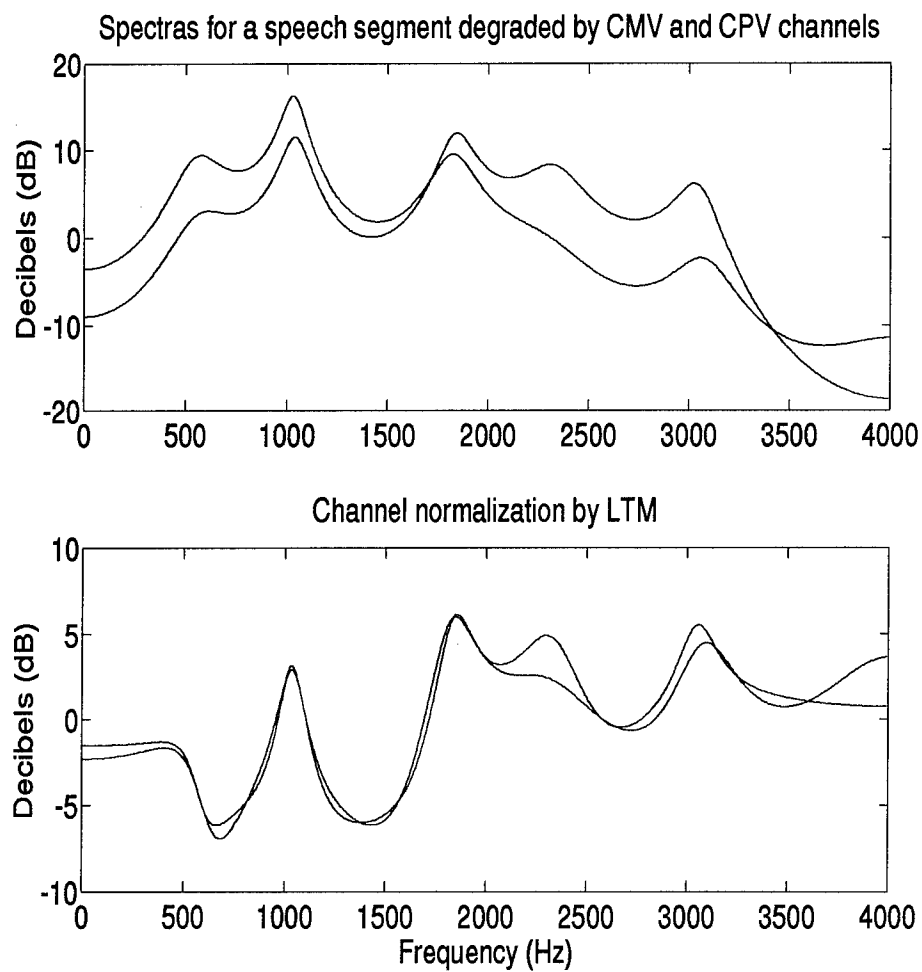 Spectras for a speech segment degraded by CMV and CPV channels
20
10
0
-10
-20
Decibels (dB)
0 500 1000 1500 2000 2500 3000 3500 4000
Channel normalization by LTM
10
5
0
-5
-10
Decibels (dB)
0 500 1000 1500 2000 2500 3000 3500 4000
Frequency (Hz)